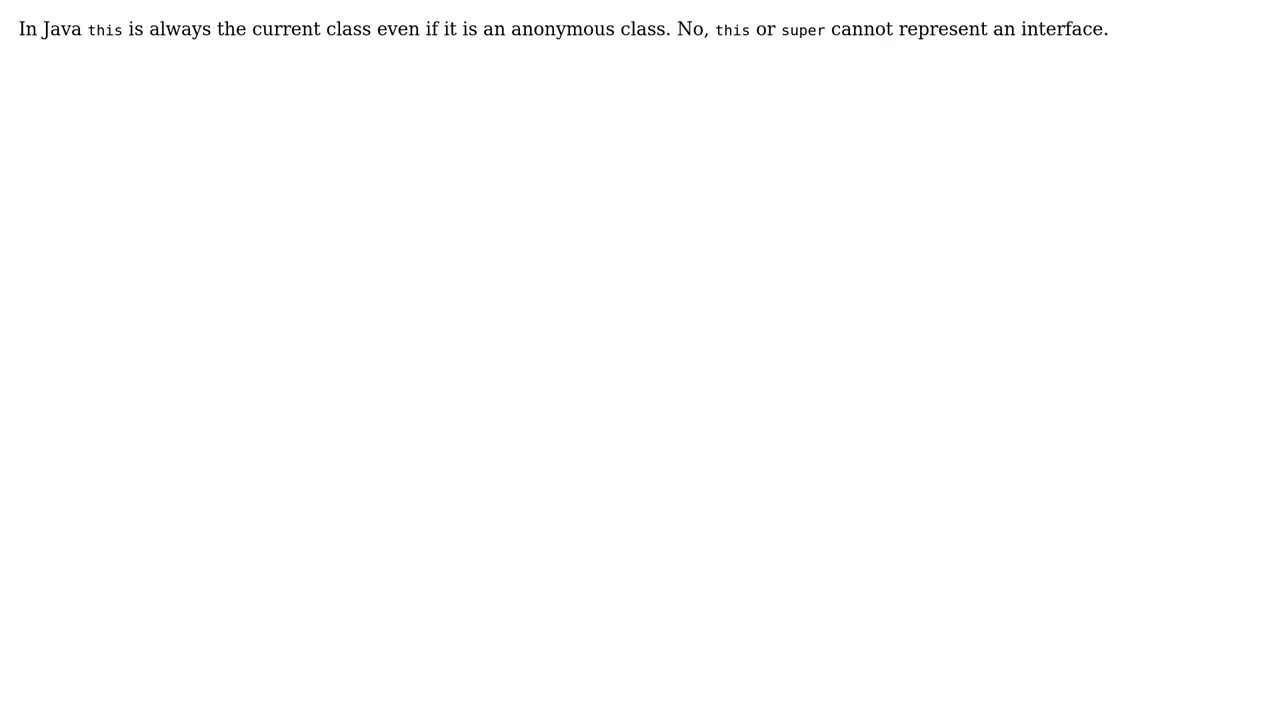 In Java this is always the current class even if it is an anonymous class. No, this or super cannot represent an interface.